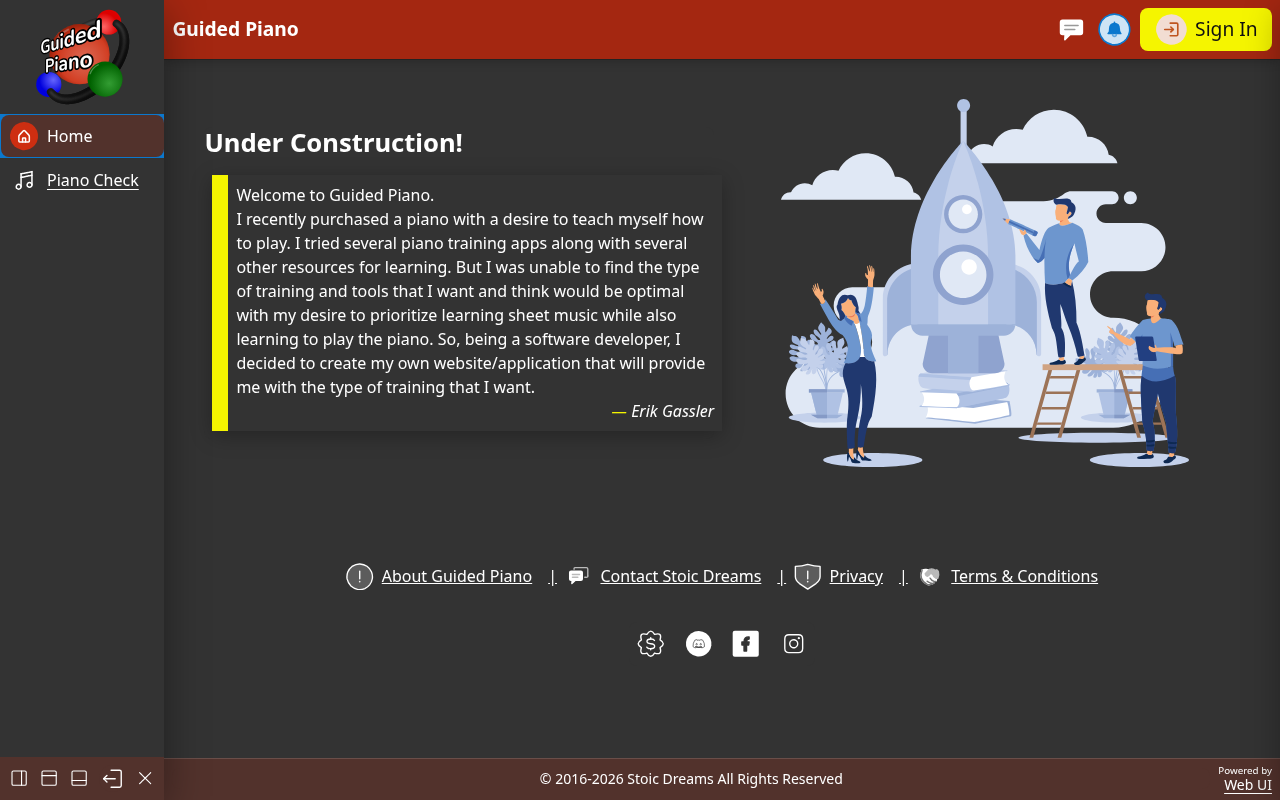 Guided
Piano
Guided Piano
Sign In
Home
Piano Check
Under Construction!
Welcome to Guided Piano.
I recently purchased a piano with a desire to teach myself how
to play. I tried several piano training apps along with several
other resources for learning. But I was unable to find the type
of training and tools that I want and think would be optimal
with my desire to prioritize learning sheet music while also
learning to play the piano. So, being a software developer, I
decided to create my own website/application that will provide
me with the type of training that I want.
— Erik Gassler
About Guided Piano | Contact Stoic Dreams | Privacy | Terms & Conditions
© 2016-2026 Stoic Dreams All Rights Reserved
Powered by
Web UI